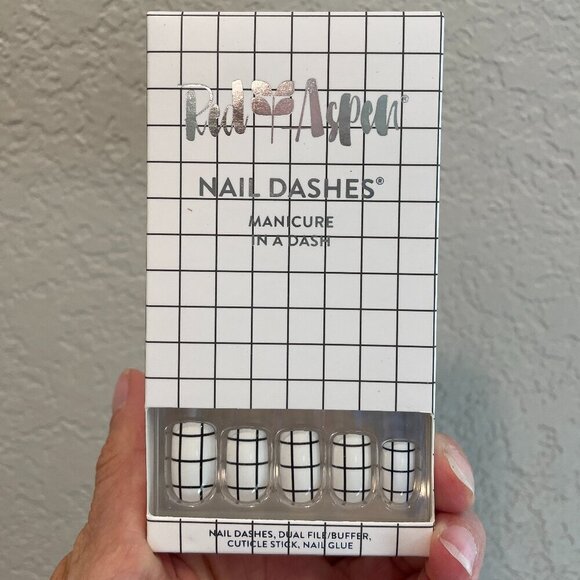 Red Aspen®
NAIL DASHES®
MANICURE
IN A DASH
NAIL DASHES, DUAL FILE/BUFFER,
CUTICLE STICK, NAIL GLUE